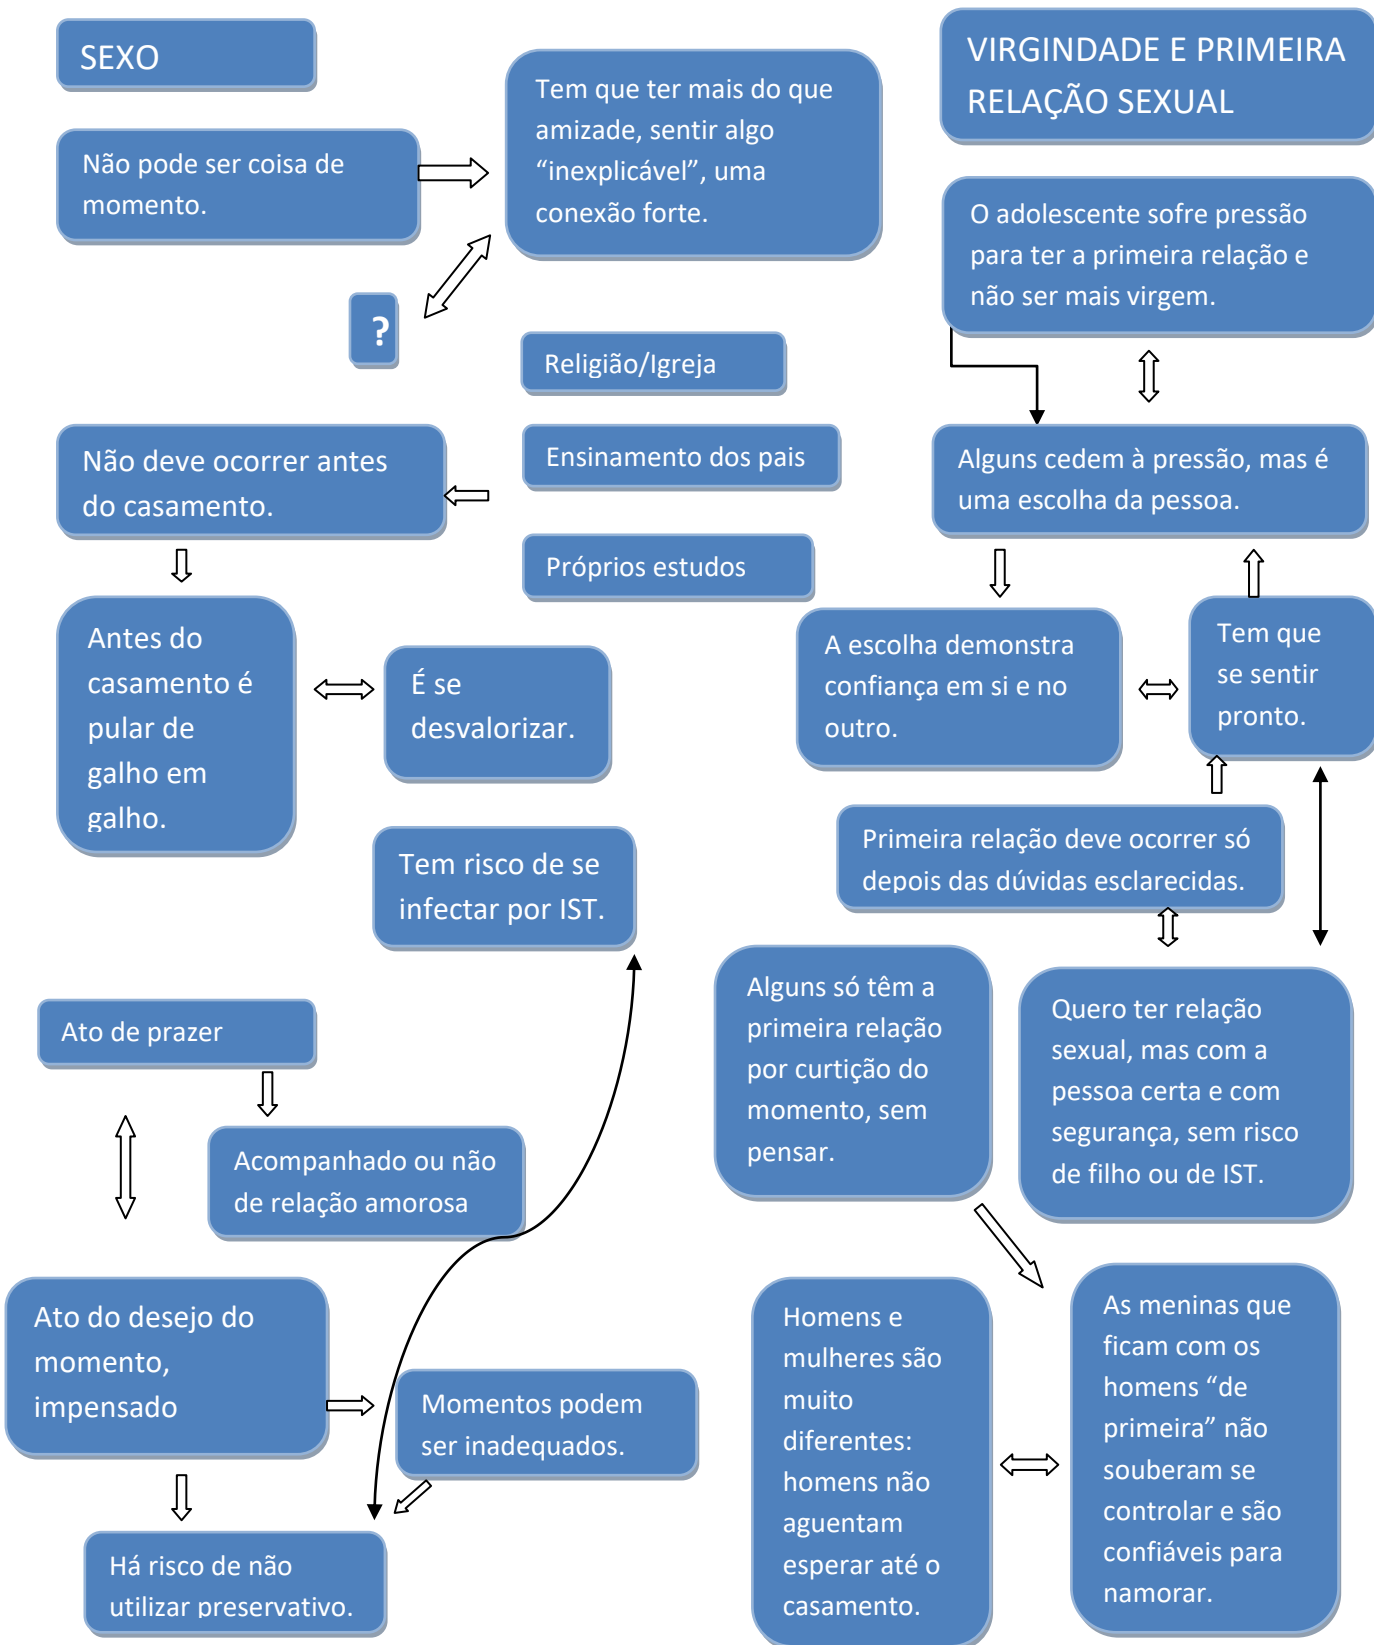 SEXO
Não pode ser coisa de
momento.
Tem que ter mais do que
amizade, sentir algo
“inexplicável”, uma
conexão forte.
?
Religião/Igreja
Ensinamento dos pais
Próprios estudos
Não deve ocorrer antes
do casamento.
Antes do
casamento é
pular de
galho em
galho.
É se
desvalorizar.
Tem risco de se
infectar por IST.
Ato de prazer
Acompanhado ou não
de relação amorosa
Ato do desejo do
momento,
impensado
Momentos podem
ser inadequados.
Há risco de não
utilizar preservativo.
VIRGINDADE E PRIMEIRA
RELAÇÃO SEXUAL
O adolescente sofre pressão
para ter a primeira relação e
não ser mais virgem.
Alguns cedem à pressão, mas é
uma escolha da pessoa.
A escolha demonstra
confiança em si e no
outro.
Tem que
se sentir
pronto.
Primeira relação deve ocorrer só
depois das dúvidas esclarecidas.
Alguns só têm a
primeira relação
por curtição do
momento, sem
pensar.
Quero ter relação
sexual, mas com a
pessoa certa e com
segurança, sem risco
de filho ou de IST.
Homens e
mulheres são
muito
diferentes:
homens não
aguentam
esperar até o
casamento.
As meninas que
ficam com os
homens “de
primeira” não
souberam se
controlar e são
confiáveis para
namorar.